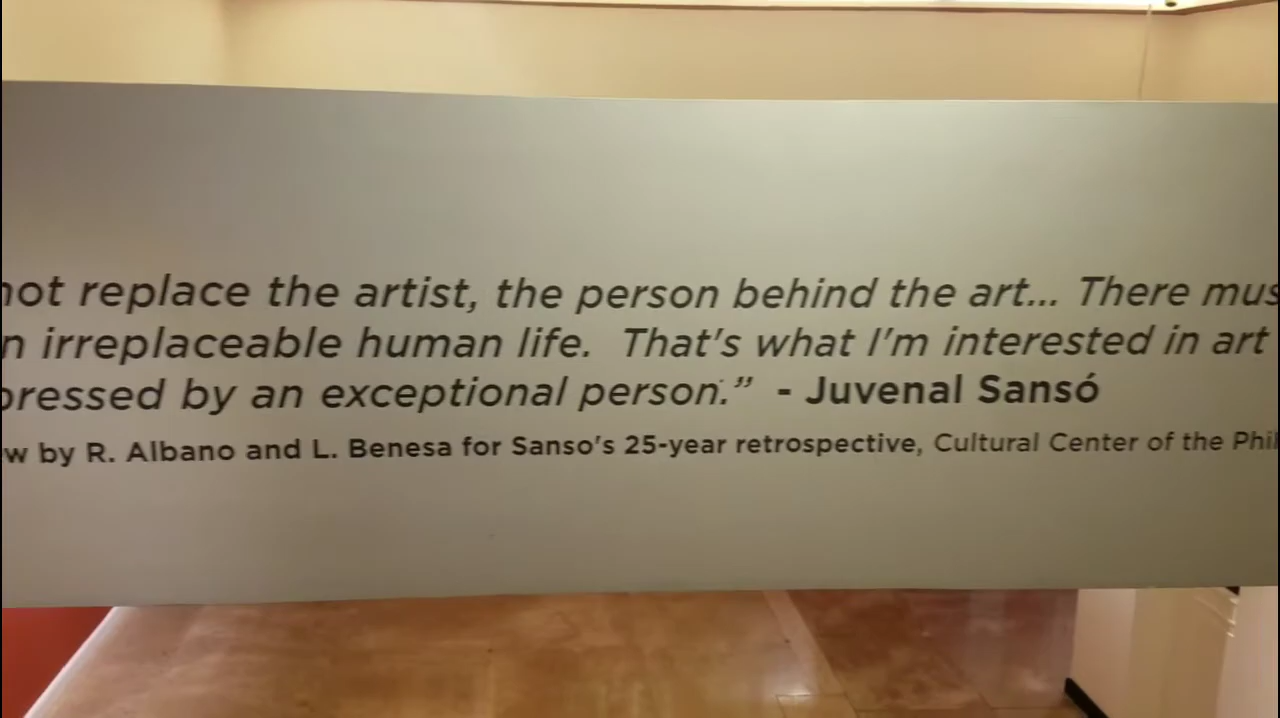 not replace the artist, the person behind the art... There mus
n irreplaceable human life. That's what I'm interested in art
pressed by an exceptional person." - Juvenal Sansó
w by R. Albano and L. Benesa for Sanso's 25-year retrospective, Cultural Center of the Phil